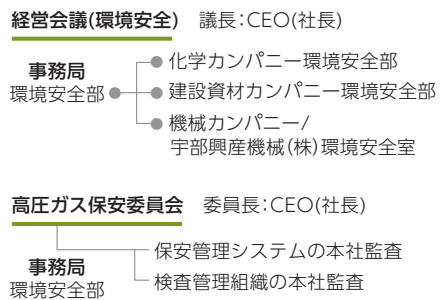 経営会議(環境安全) 議長:CEO(社長)
事務局
環境安全部
化学カンパニー環境安全部
建設資材カンパニー環境安全部
機械カンパニー/
宇部興産機械(株)環境安全室
高圧ガス保安委員会 委員長:CEO(社長)
事務局
環境安全部
保安管理システムの本社監査
検査管理組織の本社監査